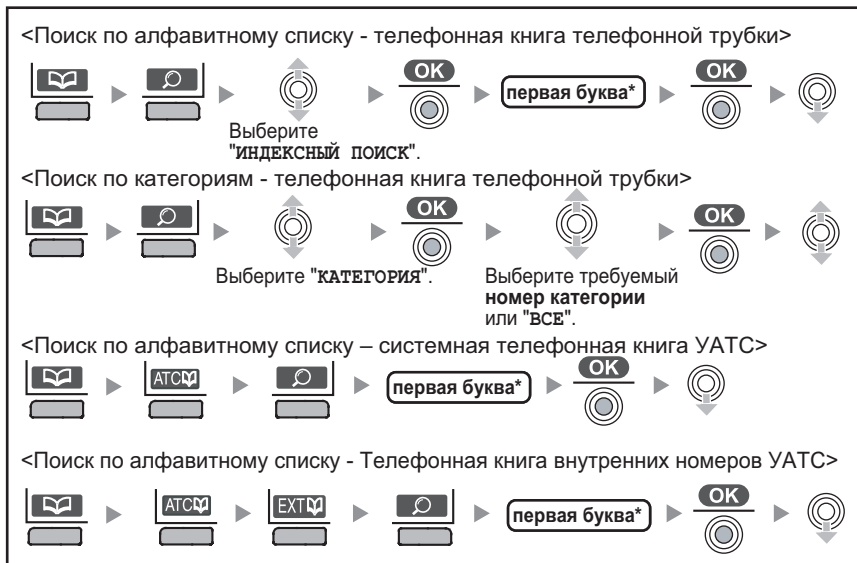 <Поиск по алфавитному списку - телефонная книга телефонной трубки>
OK OK
первая буква*
Выберите
"ИНДЕКСНЫЙ ПОИСК".
<Поиск по категориям - телефонная книга телефонной трубки>
OK OK
Выберите "КАТЕГОРИЯ". Выберите требуемый
номер категории
или "ВСЕ".
<Поиск по алфавитному списку – системная телефонная книга УАТС>
OK
ATC первая буква*
<Поиск по алфавитному списку - Телефонная книга внутренних номеров УАТС>
OK
ATC EXT первая буква*